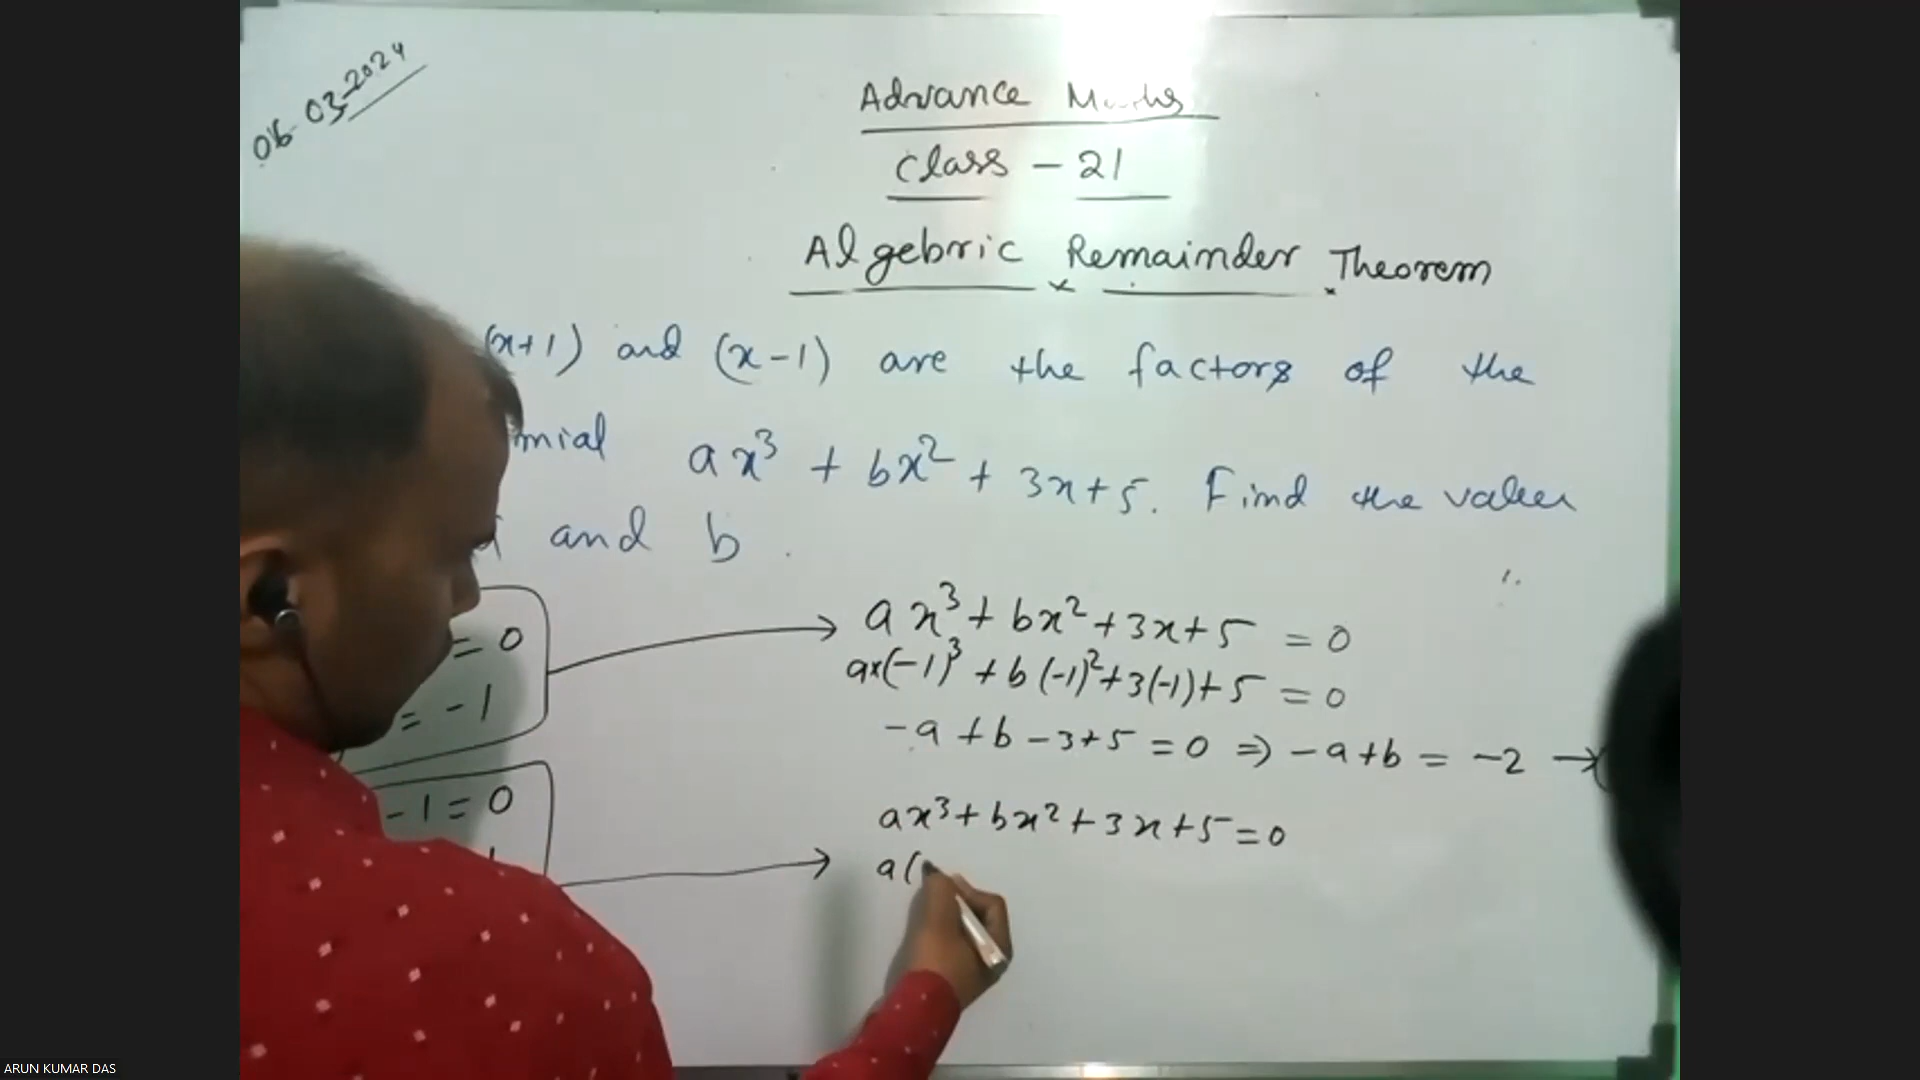 06-03-2024
Advance Maths
Class - 21
Algebric Remainder Theorem
(x+1) and (x-1) are the factors of the
mial ax³ + bx² + 3x+5. Find the value
and b.
= 0
= -1
ax³ + bx² + 3x + 5 = 0
a×(-1)³ + b(-1)² + 3(-1) + 5 = 0
-a + b - 3 + 5 = 0 ⇒ -a + b = -2 →
-1 = 0
ax³ + bx² + 3x + 5 = 0
a(
ARUN KUMAR DAS